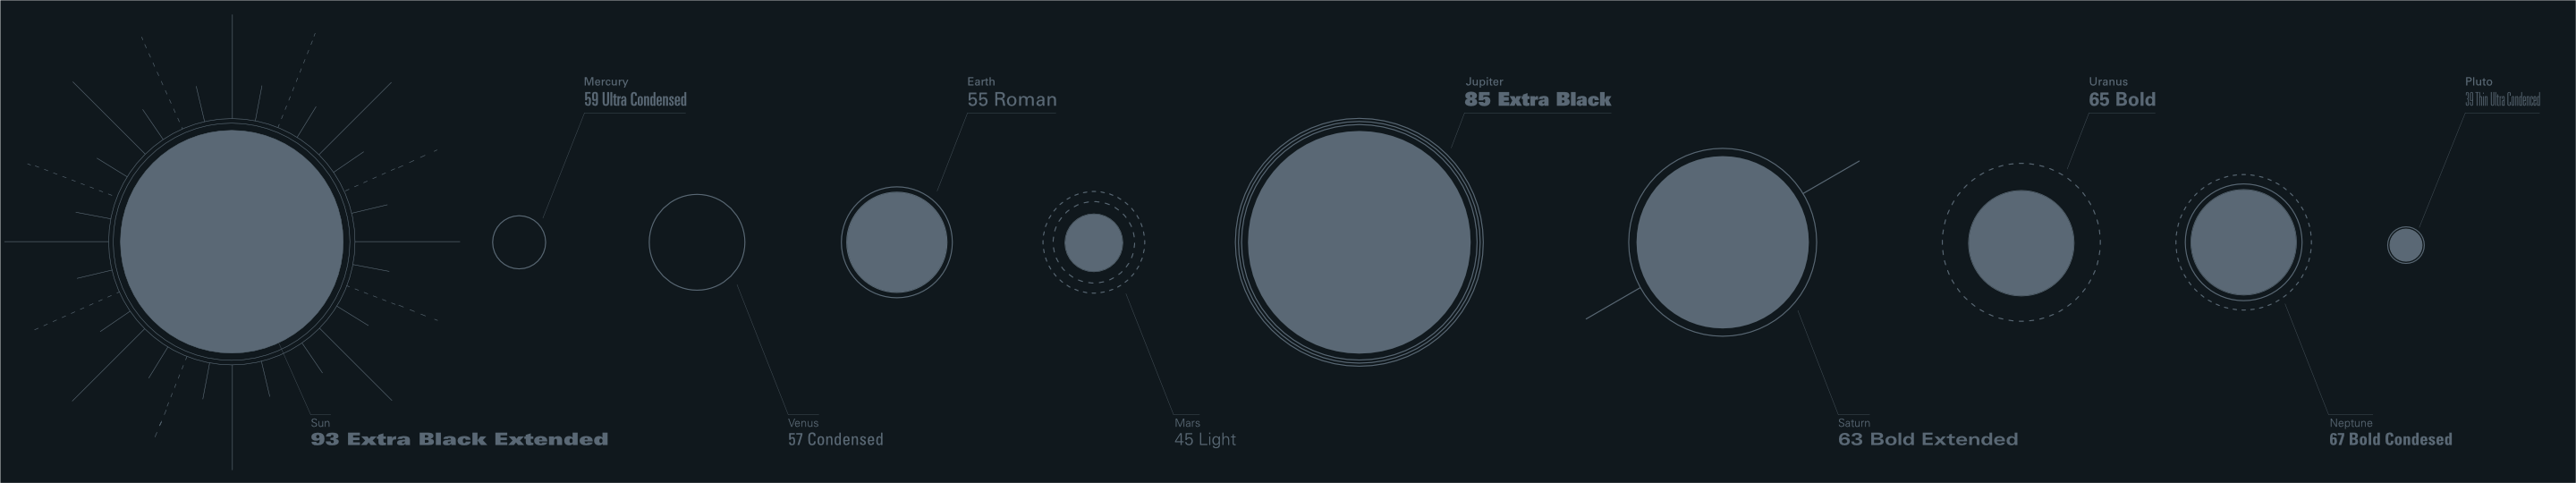 Mercury
59 Ultra Condensed
Earth
55 Roman
Jupiter
85 Extra Black
Uranus
65 Bold
Pluto
39 Thin Ultra Condenced
Sun
93 Extra Black Extended
Venus
57 Condensed
Mars
45 Light
Saturn
63 Bold Extended
Neptune
67 Bold Condesed